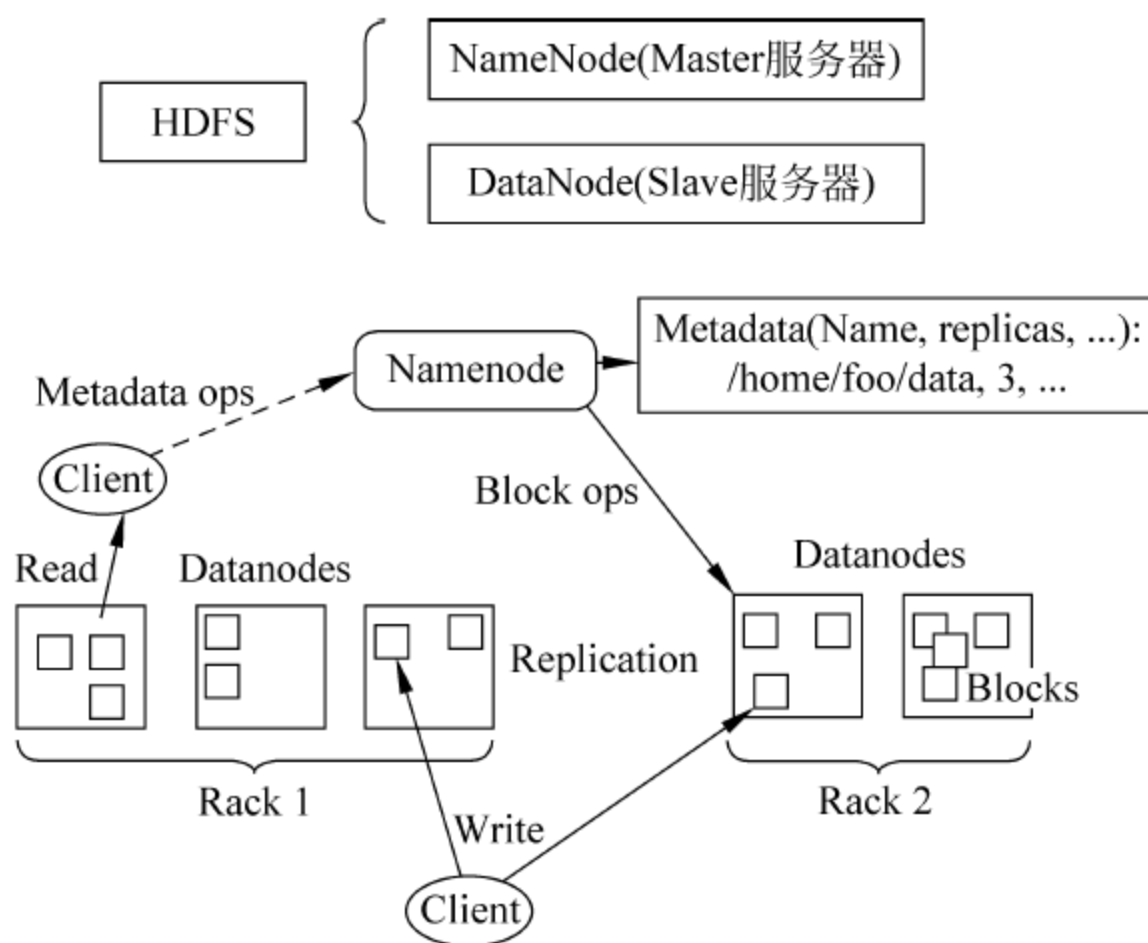 NameNode(Master服务器)
HDFS
DataNode(Slave服务器)
Metadata(Name, replicas, ...):
/home/foo/data, 3, ...
Namenode
Metadata ops
Client
Block ops
Read
Datanodes
Datanodes
Replication
Blocks
Rack 1
Rack 2
Write
Client